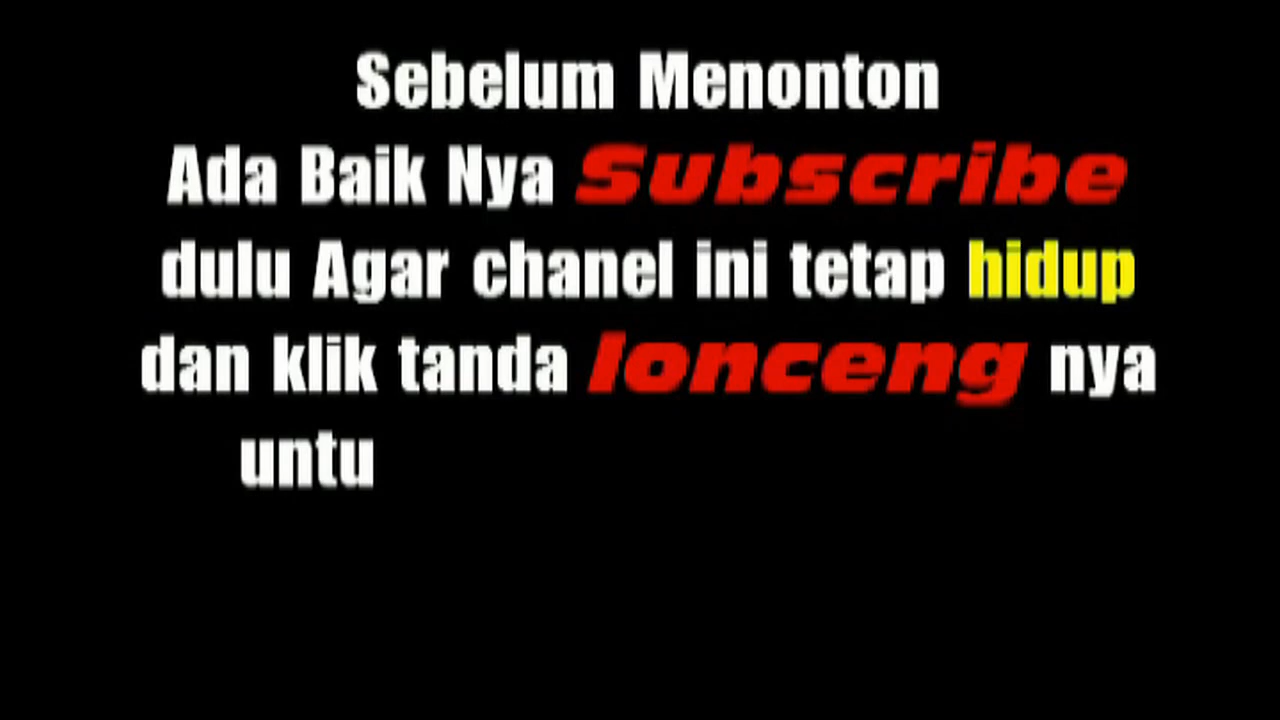 Sebelum Menonton
Ada Baik Nya Subscribe
dulu Agar chanel ini tetap hidup
dan klik tanda lonceng nya
untu